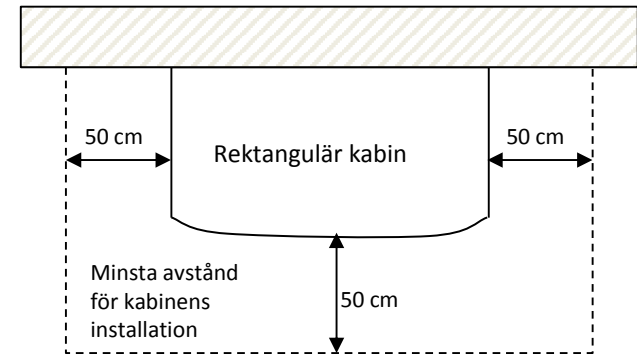 50 cm
50 cm
Rektangulär kabin
Minsta avstånd
för kabinens
installation
50 cm